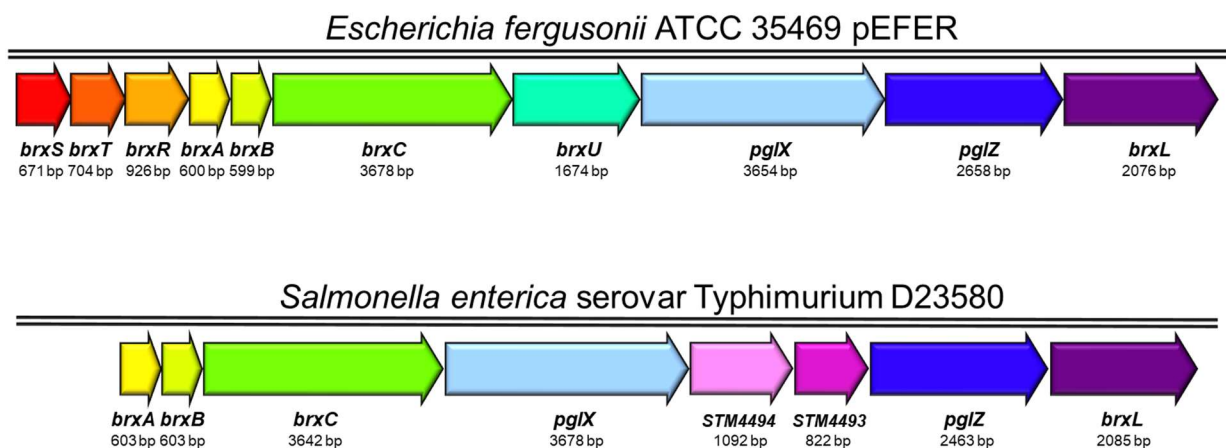 Escherichia fergusonii ATCC 35469 pEFER
brxS brxT brxR brxA brxB brxC brxU pglX pglZ brxL
671 bp 704 bp 926 bp 600 bp 599 bp 3678 bp 1674 bp 3654 bp 2658 bp 2076 bp
Salmonella enterica serovar Typhimurium D23580
brxA brxB brxC pglX STM4494 STM4493 pglZ brxL
603 bp 603 bp 3642 bp 3678 bp 1092 bp 822 bp 2463 bp 2085 bp